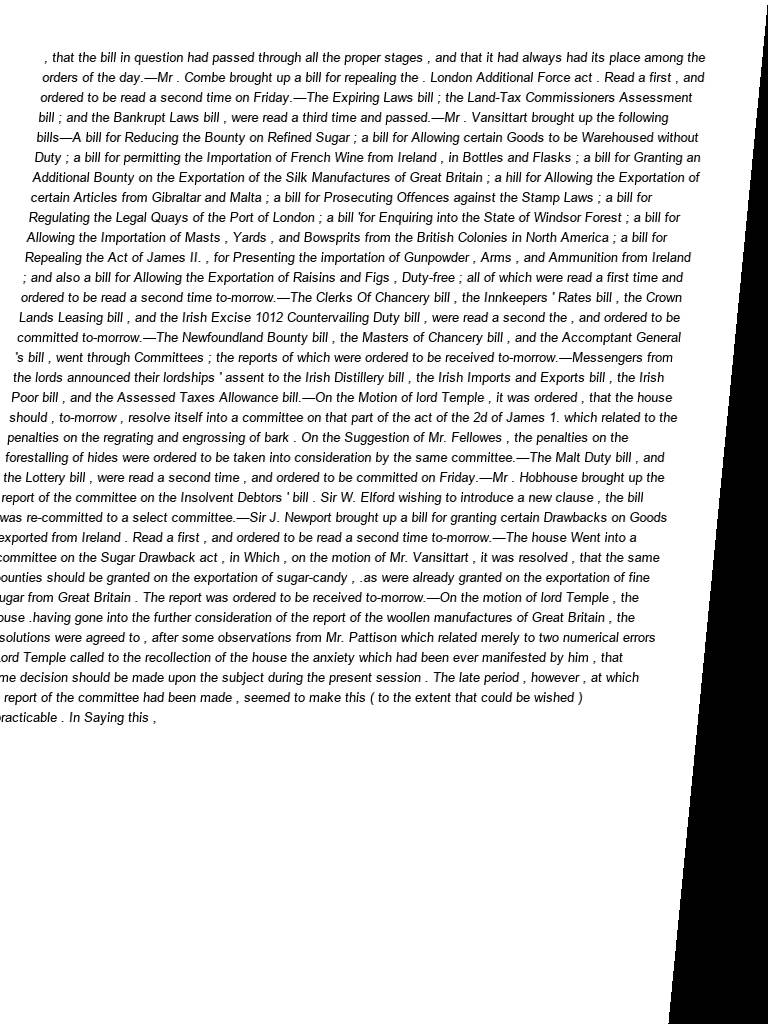 , that the bill in question had passed through all the proper stages , and that it had always had its place among the
orders of the day.—Mr . Combe brought up a bill for repealing the . London Additional Force act . Read a first , and
ordered to be read a second time on Friday.—The Expiring Laws bill ; the Land-Tax Commissioners Assessment
bill ; and the Bankrupt Laws bill , were read a third time and passed.—Mr . Vansittart brought up the following
bills—A bill for Reducing the Bounty on Refined Sugar ; a bill for Allowing certain Goods to be Warehoused without
Duty ; a bill for permitting the Importation of French Wine from Ireland , in Bottles and Flasks ; a bill for Granting an
Additional Bounty on the Exportation of the Silk Manufactures of Great Britain ; a hill for Allowing the Exportation of
certain Articles from Gibraltar and Malta ; a bill for Prosecuting Offences against the Stamp Laws ; a bill for
Regulating the Legal Quays of the Port of London ; a bill 'for Enquiring into the State of Windsor Forest ; a bill for
Allowing the Importation of Masts , Yards , and Bowsprits from the British Colonies in North America ; a bill for
Repealing the Act of James II. , for Presenting the importation of Gunpowder , Arms , and Ammunition from Ireland
; and also a bill for Allowing the Exportation of Raisins and Figs , Duty-free ; all of which were read a first time and
ordered to be read a second time to-morrow.—The Clerks Of Chancery bill , the Innkeepers ' Rates bill , the Crown
Lands Leasing bill , and the Irish Excise 1012 Countervailing Duty bill , were read a second the , and ordered to be
committed to-morrow.—The Newfoundland Bounty bill , the Masters of Chancery bill , and the Accomptant General
's bill , went through Committees ; the reports of which were ordered to be received to-morrow.—Messengers from
the lords announced their lordships ' assent to the Irish Distillery bill , the Irish Imports and Exports bill , the Irish
Poor bill , and the Assessed Taxes Allowance bill.—On the Motion of lord Temple , it was ordered , that the house
should , to-morrow , resolve itself into a committee on that part of the act of the 2d of James 1. which related to the
penalties on the regrating and engrossing of bark . On the Suggestion of Mr. Fellowes , the penalties on the
forestalling of hides were ordered to be taken into consideration by the same committee.—The Malt Duty bill , and
the Lottery bill , were read a second time , and ordered to be committed on Friday.—Mr . Hobhouse brought up the
report of the committee on the Insolvent Debtors ' bill . Sir W. Elford wishing to introduce a new clause , the bill
was re-committed to a select committee.—Sir J. Newport brought up a bill for granting certain Drawbacks on Goods
exported from Ireland . Read a first , and ordered to be read a second time to-morrow.—The house Went into a
committee on the Sugar Drawback act , in Which , on the motion of Mr. Vansittart , it was resolved , that the same
ounties should be granted on the exportation of sugar-candy , .as were already granted on the exportation of fine
ugar from Great Britain . The report was ordered to be received to-morrow.—On the motion of lord Temple , the
ouse .having gone into the further consideration of the report of the woollen manufactures of Great Britain , the
solutions were agreed to , after some observations from Mr. Pattison which related merely to two numerical errors
ord Temple called to the recollection of the house the anxiety which had been ever manifested by him , that
me decision should be made upon the subject during the present session . The late period , however , at which
report of the committee had been made , seemed to make this ( to the extent that could be wished )
racticable . In Saying this ,